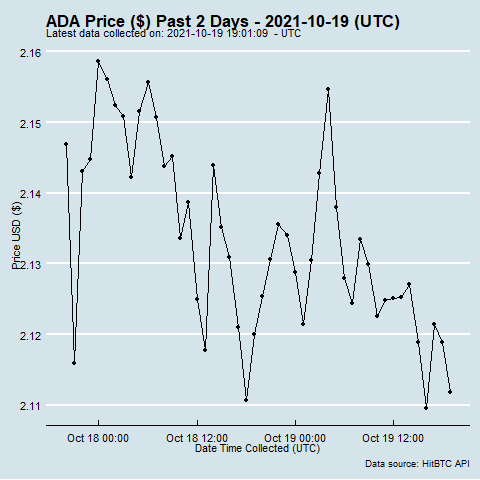 ADA Price ($) Past 2 Days - 2021-10-19 (UTC)
Latest data collected on: 2021-10-19 19:01:09 - UTC
2.16
2.15
2.14
2.13
2.12
2.11
Price USD ($)
Oct 18 00:00
Oct 18 12:00
Oct 19 00:00
Oct 19 12:00
Date Time Collected (UTC)
Data source: HitBTC API